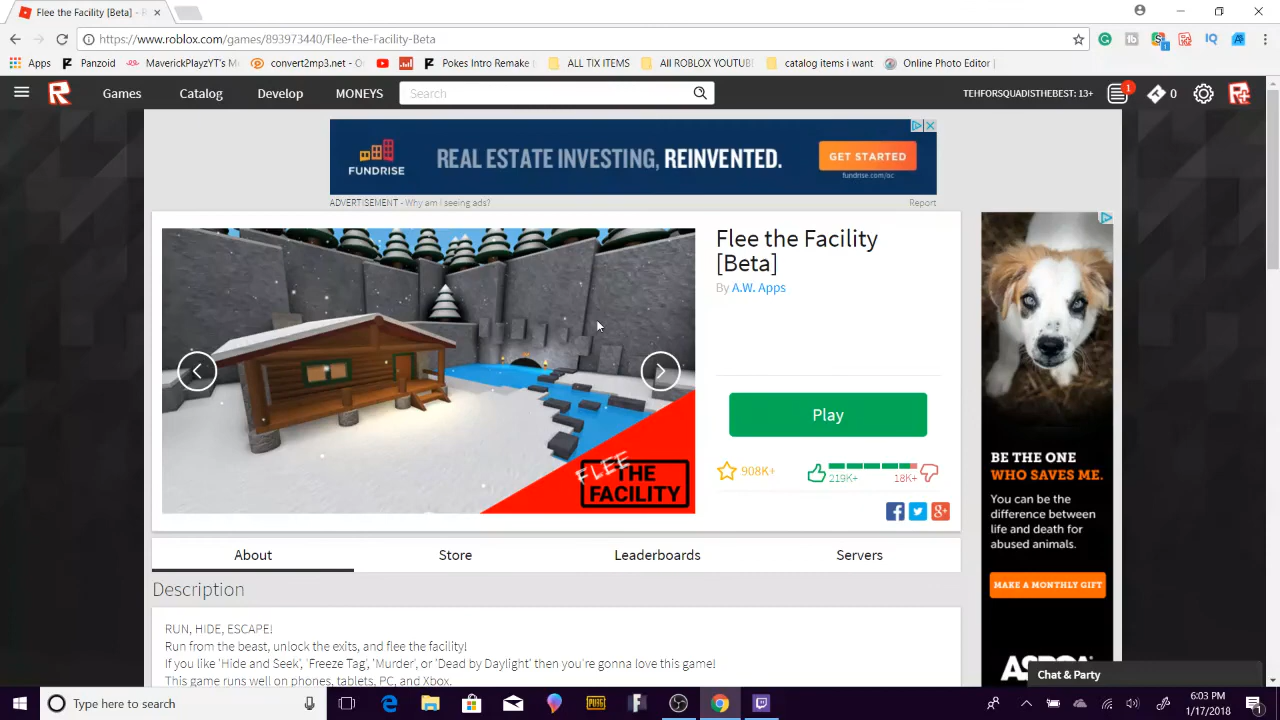 Flee the Facility [Beta] - R
https://www.roblox.com/games/893973440/Flee-the-Facility-Beta
Apps
Panzoid
MaverickPlayzYT's M
convert2mp3.net - O
Pokes Intro Remake
ALL TIX ITEMS
All ROBLOX YOUTUB
catalog items i want
Online Photo Editor |
Games
Catalog
Develop
MONEYS
Search
TEHFORSQUADISTHEBEST: 13+
1
0
FUNDRISE
REAL ESTATE INVESTING, REINVENTED.
GET STARTED
fundrise.com/oc
ADVERTISEMENT - Why am I seeing ads?
Report
Flee the Facility
[Beta]
By A.W. Apps
Play
908K+
219K+
18K+
FLEE
THE
FACILITY
BE THE ONE
WHO SAVES ME.
You can be the
difference between
life and death for
abused animals.
MAKE A MONTHLY GIFT
ASPCA
About
Store
Leaderboards
Servers
Description
RUN, HIDE, ESCAPE!
Run from the beast, unlock the exits, and flee the facility!
If you like 'Hide and Seek', 'Freeze Tag', 'Murder', or 'Dead by Daylight' then you're gonna love this game!
This game runs well on phones, tablets, PC, and Xbox.
Chat & Party
Type here to search
PUBG
6:03 PM
1/17/2018